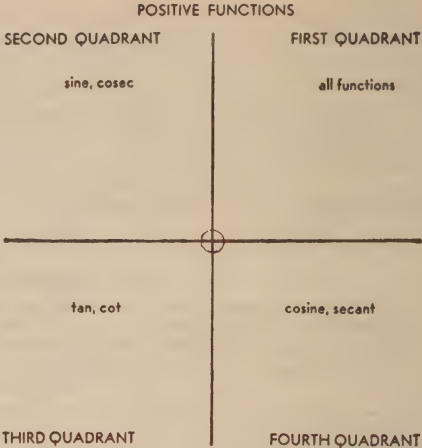 POSITIVE FUNCTIONS
SECOND QUADRANT
FIRST QUADRANT
sine, cosec
all functions
tan, cot
cosine, secant
THIRD QUADRANT
FOURTH QUADRANT